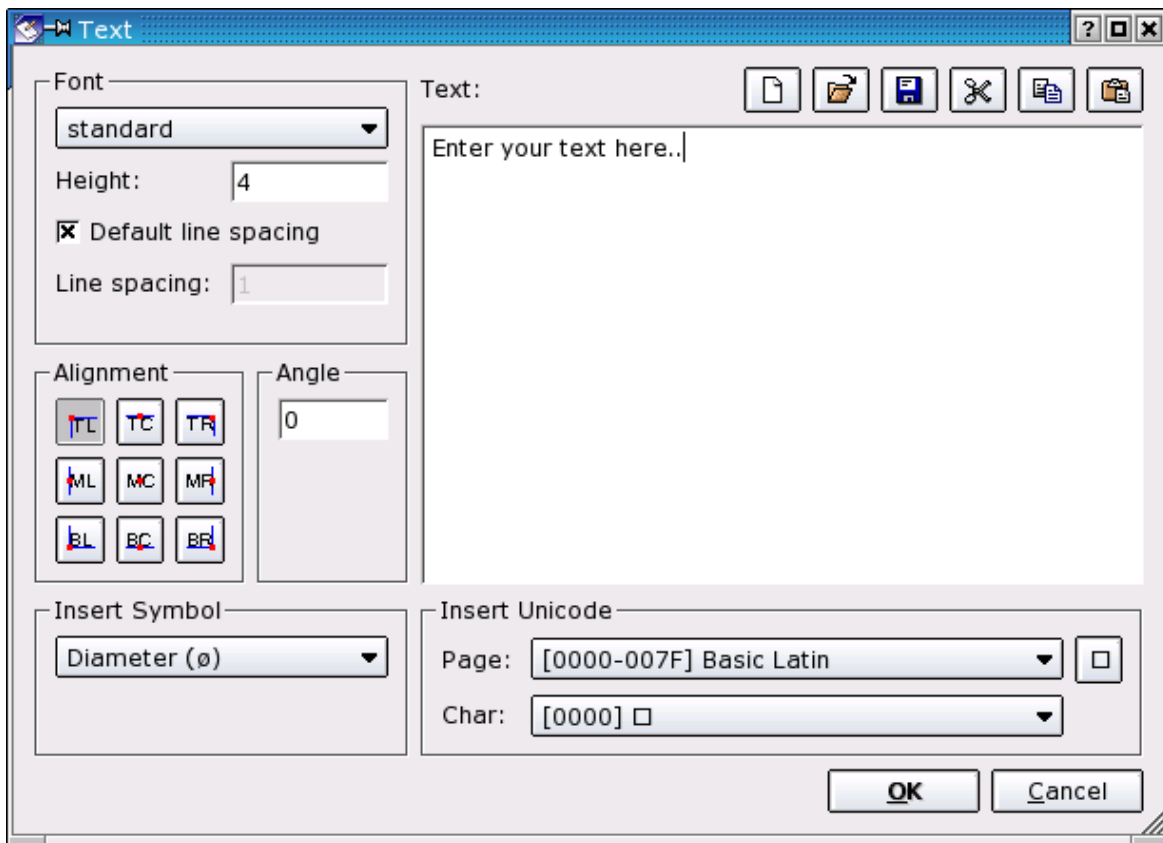 Text
Font
standard
Height: 4
Default line spacing
Line spacing: 1
Alignment
TL TC TR
ML MC MR
BL BC BR
Angle
0
Text:
Enter your text here..
Insert Symbol
Diameter (ø)
Insert Unicode
Page: [0000-007F] Basic Latin
Char: [0000] □
OK Cancel